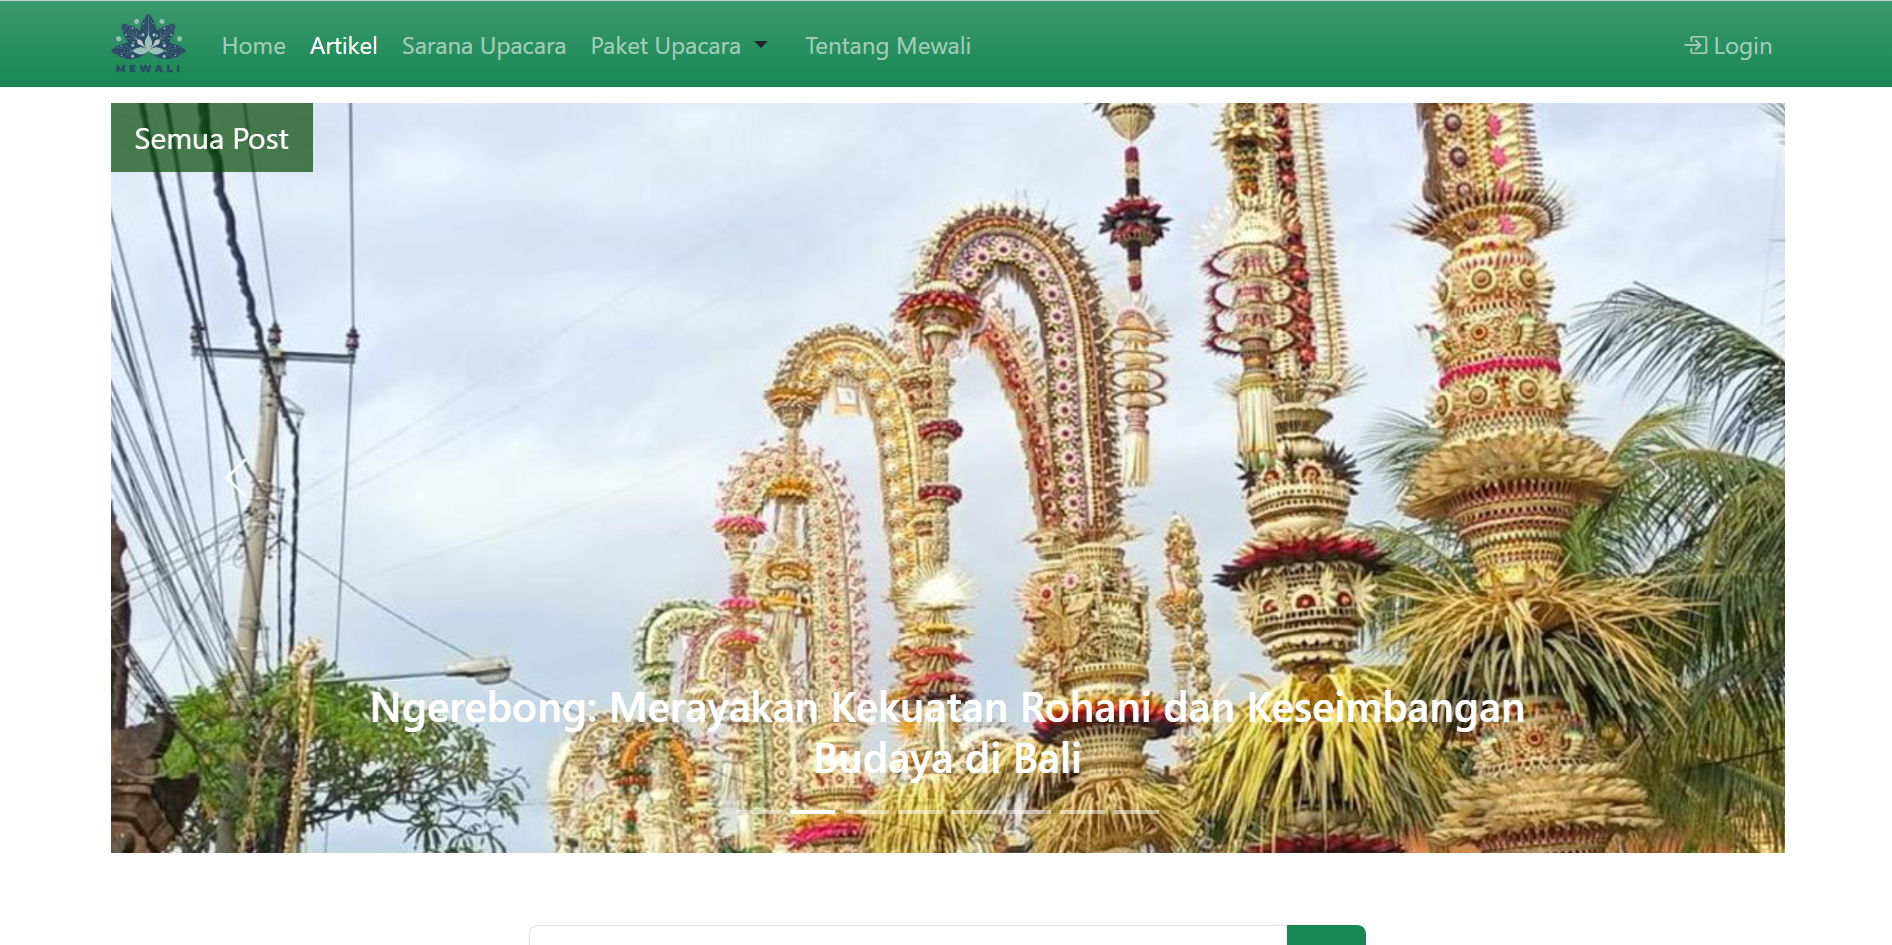 MEWALI
Home
Artikel
Sarana Upacara
Paket Upacara
Tentang Mewali
Login
Semua Post
Ngerebong: Merayakan Kekuatan Rohani dan Keseimbangan
Budaya di Bali